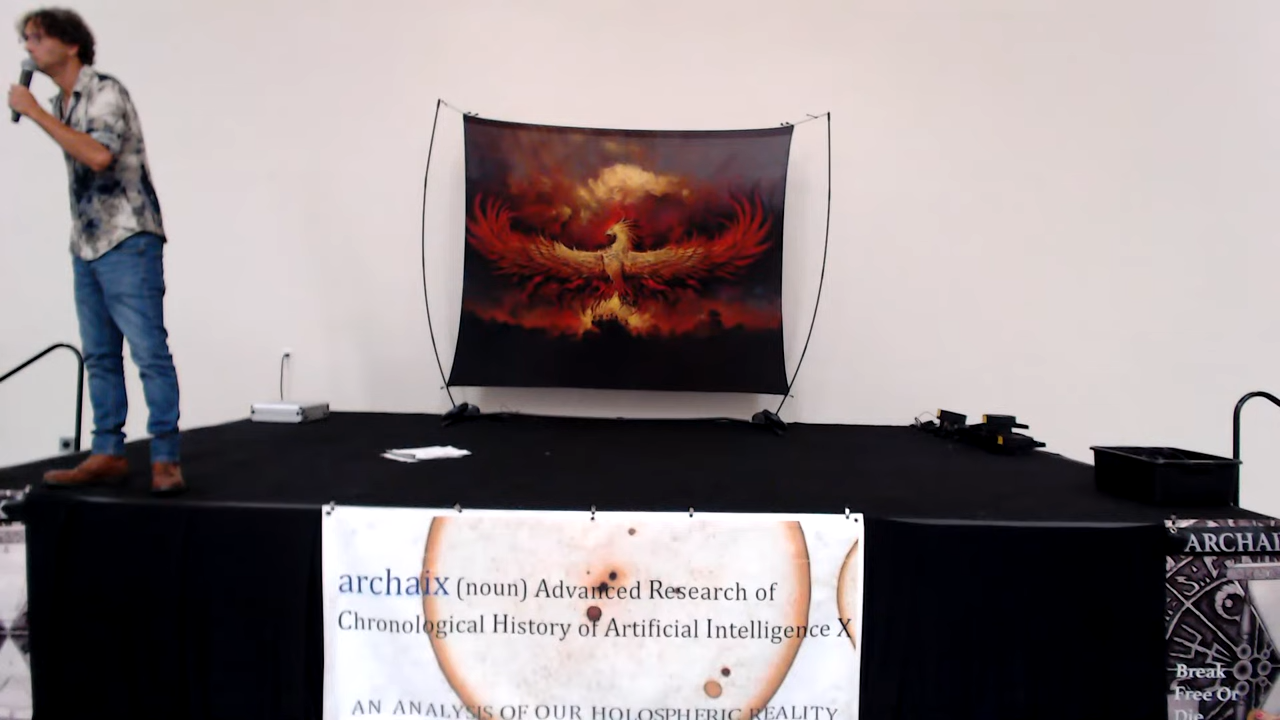 archaix (noun) Advanced Research of
Chronological History of Artificial Intelligence X
AN ANALYSIS OF OUR HOLOSPHERIC REALITY
ARCHAI
Break
Free Or
Die